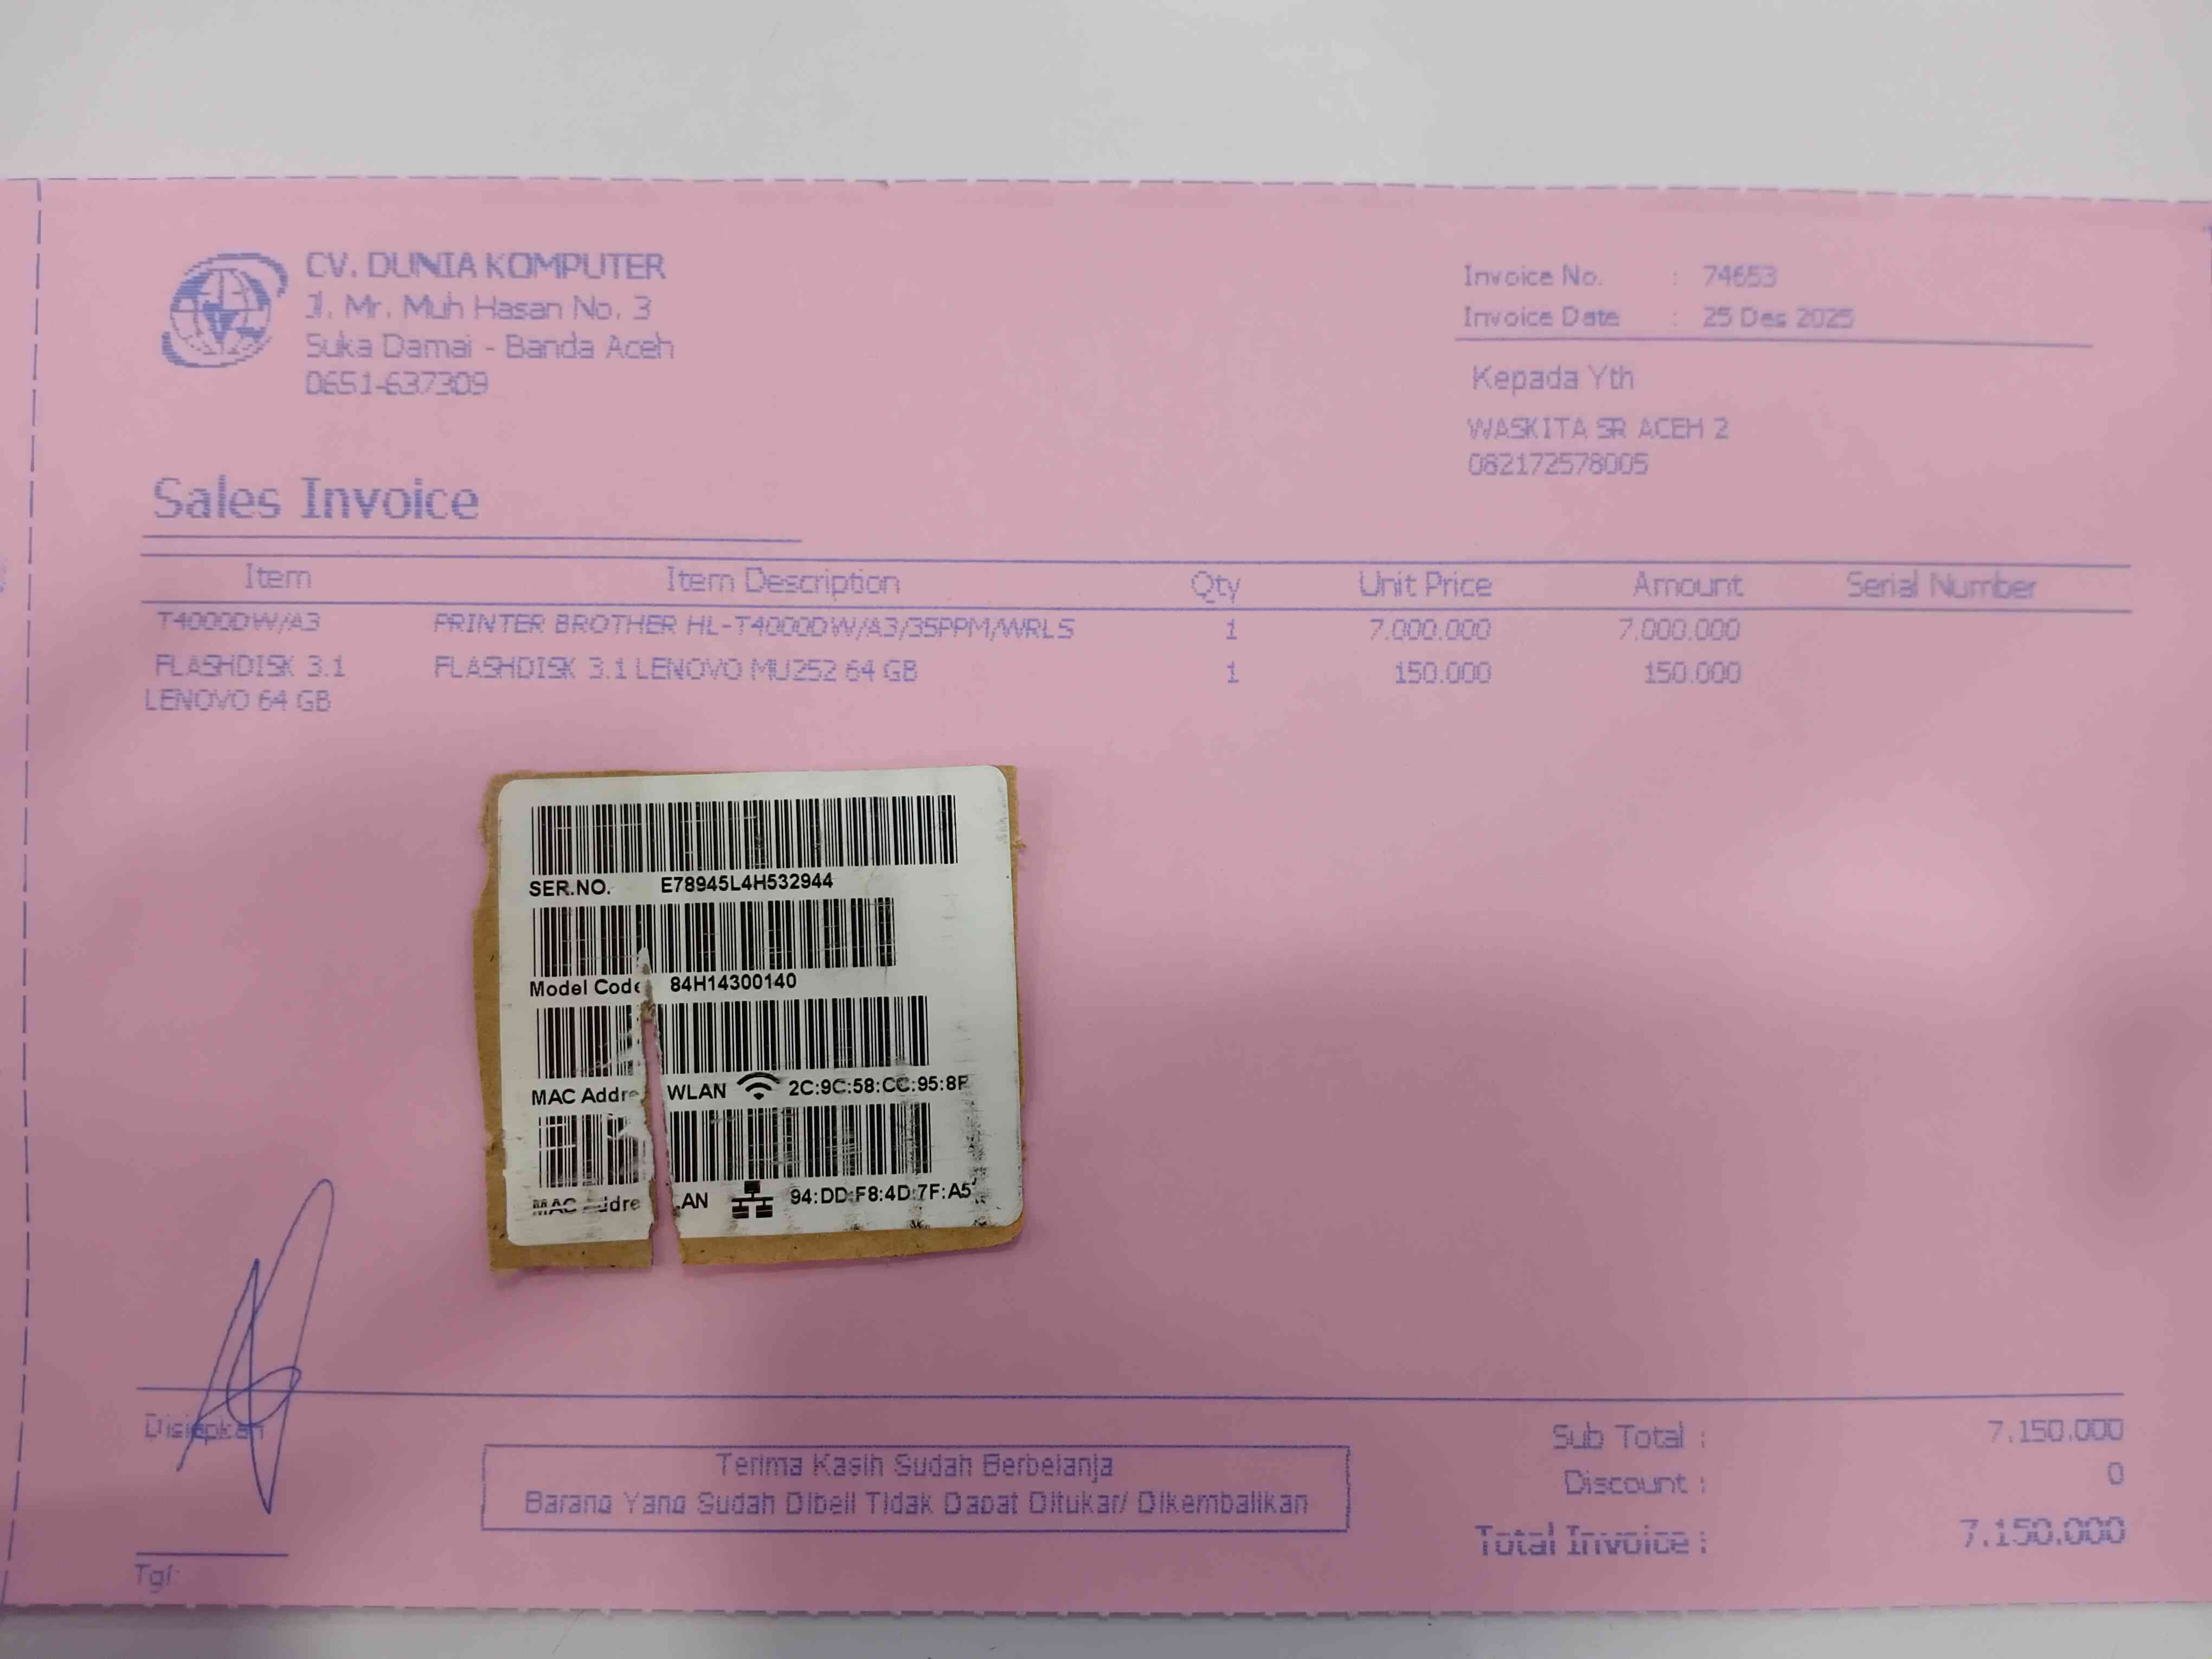 CV. DUNIA KOMPUTER
Jl. Mr. Muh Hasan No. 3
Suka Damai - Banda Aceh
0651-637309
Invoice No. : 74653
Invoice Date : 25 Des 2025
Kepada Yth
WASKITA SR ACEH 2
082172578005
Sales Invoice
Item Item Description Qty Unit Price Amount Serial Number
T4000DW/A3 PRINTER BROTHER HL-T4000DW/A3/35PPM/WRLS 1 7.000.000 7.000.000
FLASHDISK 3.1 FLASHDISK 3.1 LENOVO MU252 64 GB 1 150.000 150.000
LENOVO 64 GB
SER.NO. E78945L4H532944
Model Code 84H14300140
MAC Addre WLAN 2C:9C:58:CC:95:8F
MAC Addre LAN 94:DD:F8:4D:7F:A5
Disiapkan
Tgl:
Terima Kasih Sudah Berbelanja
Barang Yang Sudah Dibeli Tidak Dapat Ditukar/ Dikembalikan
Sub Total : 7.150.000
Discount : 0
Total Invoice : 7.150.000